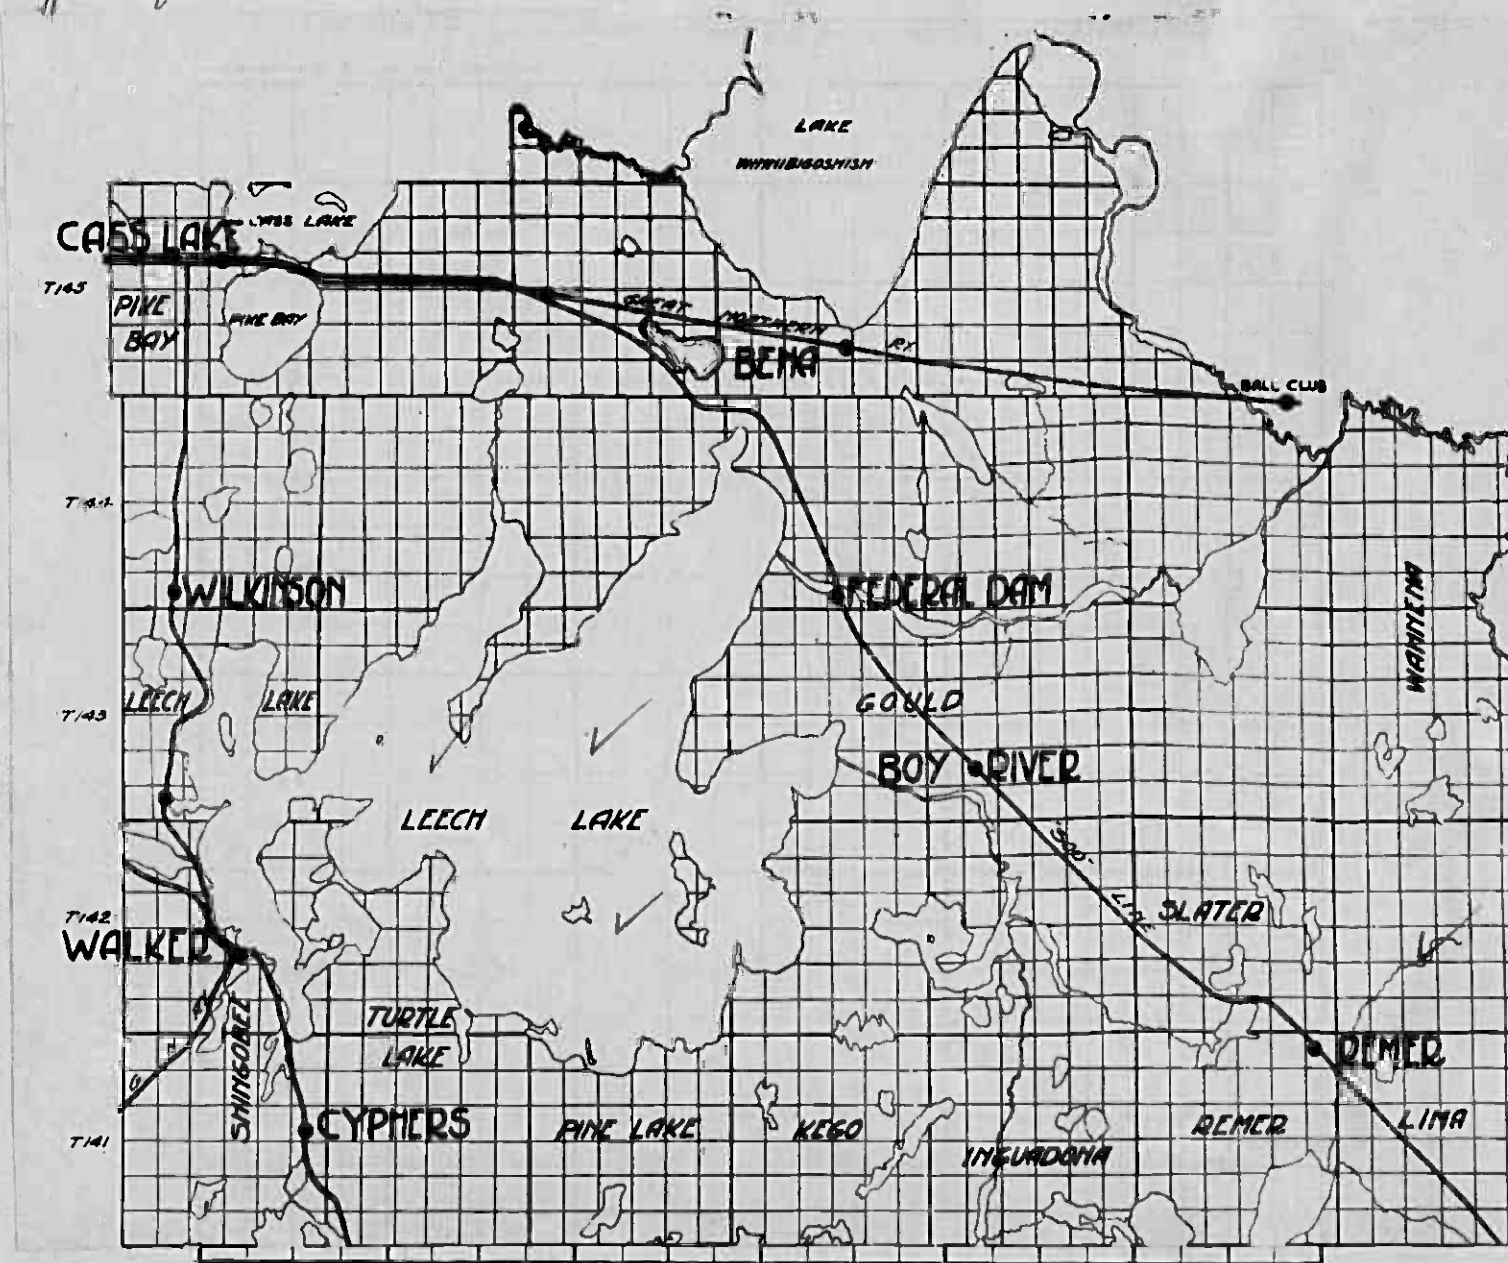 LAKE
WINNIBIGOSHISH
CASS LAKE
CASS LAKE
T145
PIKE
BAY
PIKE BAY
GREAT NORTHERN RY
BENA
BALL CLUB
WILKINSON
FEDERAL DAM
WAHNENA
LEECH LAKE
T143
GOULD
BOY RIVER
LEECH LAKE
"SOO" LINE
SLATER
T142
WALKER
TURTLE
LAKE
SHINGOBEE
REMER
CYPHERS
PINE LAKE
KEGO
REMER
LIMA
T141
INGUADONA